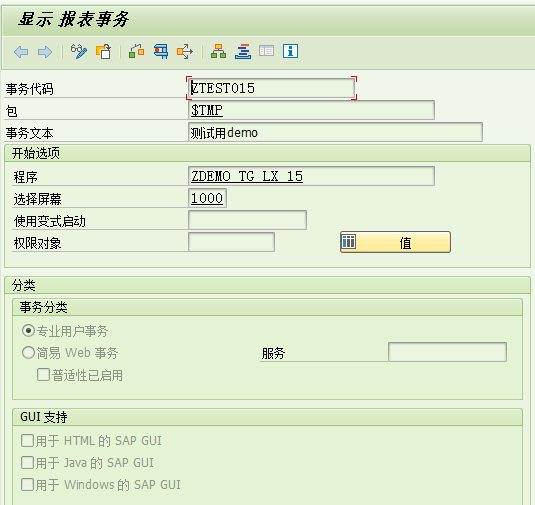 显示 报表事务
事务代码 ZTEST015
包 $TMP
事务文本 测试用demo
开始选项
程序 ZDEMO_TG_LX_15
选择屏幕 1000
使用变式启动
权限对象 值
分类
事务分类
专业用户事务
简易 Web 事务 服务
普适性已启用
GUI 支持
用于 HTML 的 SAP GUI
用于 Java 的 SAP GUI
用于 Windows 的 SAP GUI